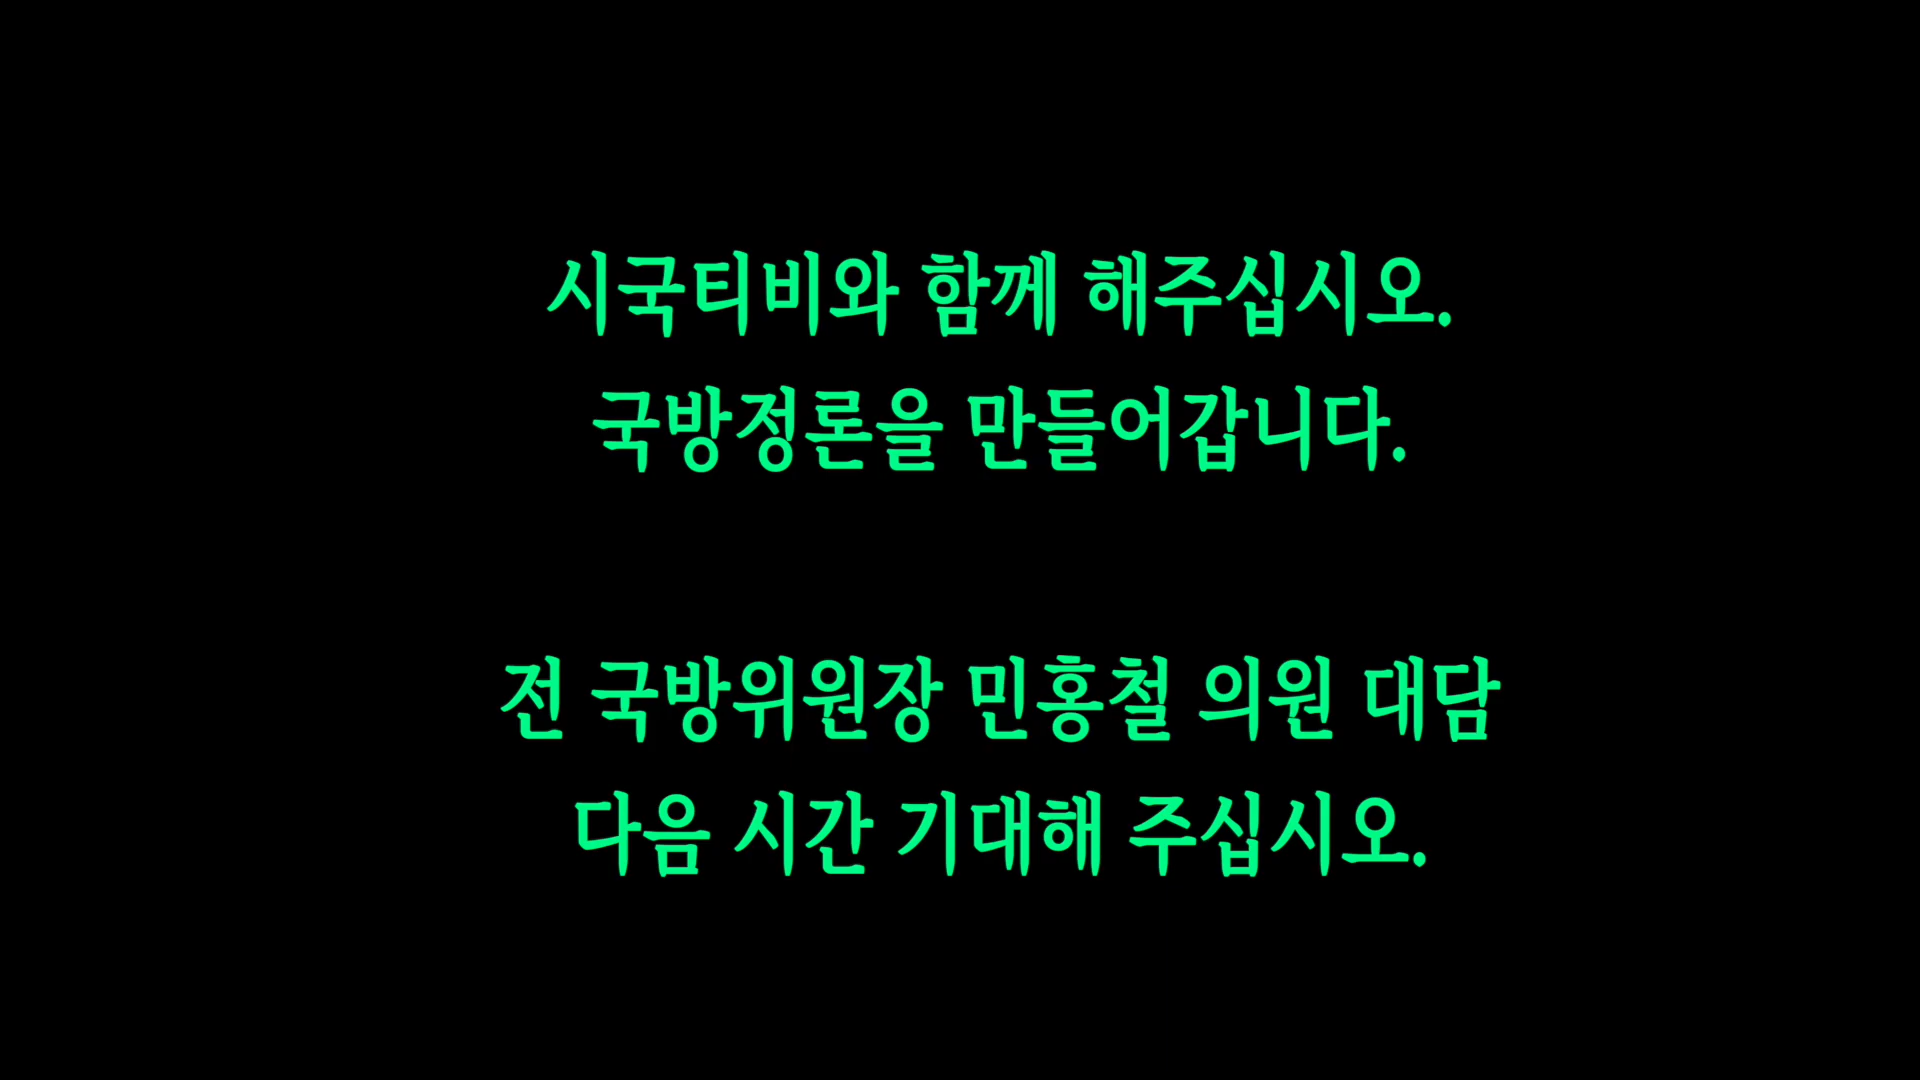 시국티비와 함께 해주십시오.
국방정론을 만들어갑니다.
전 국방위원장 민홍철 의원 대담
다음 시간 기대해 주십시오.